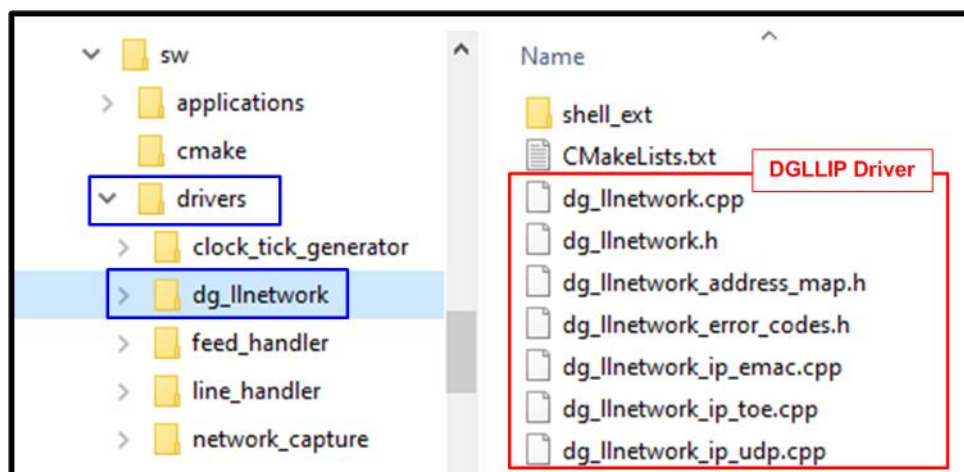 sw
applications
cmake
drivers
clock_tick_generator
dg_llnetwork
feed_handler
line_handler
network_capture
Name
shell_ext
CMakeLists.txt
DGLLIP Driver
dg_llnetwork.cpp
dg_llnetwork.h
dg_llnetwork_address_map.h
dg_llnetwork_error_codes.h
dg_llnetwork_ip_emac.cpp
dg_llnetwork_ip_toe.cpp
dg_llnetwork_ip_udp.cpp